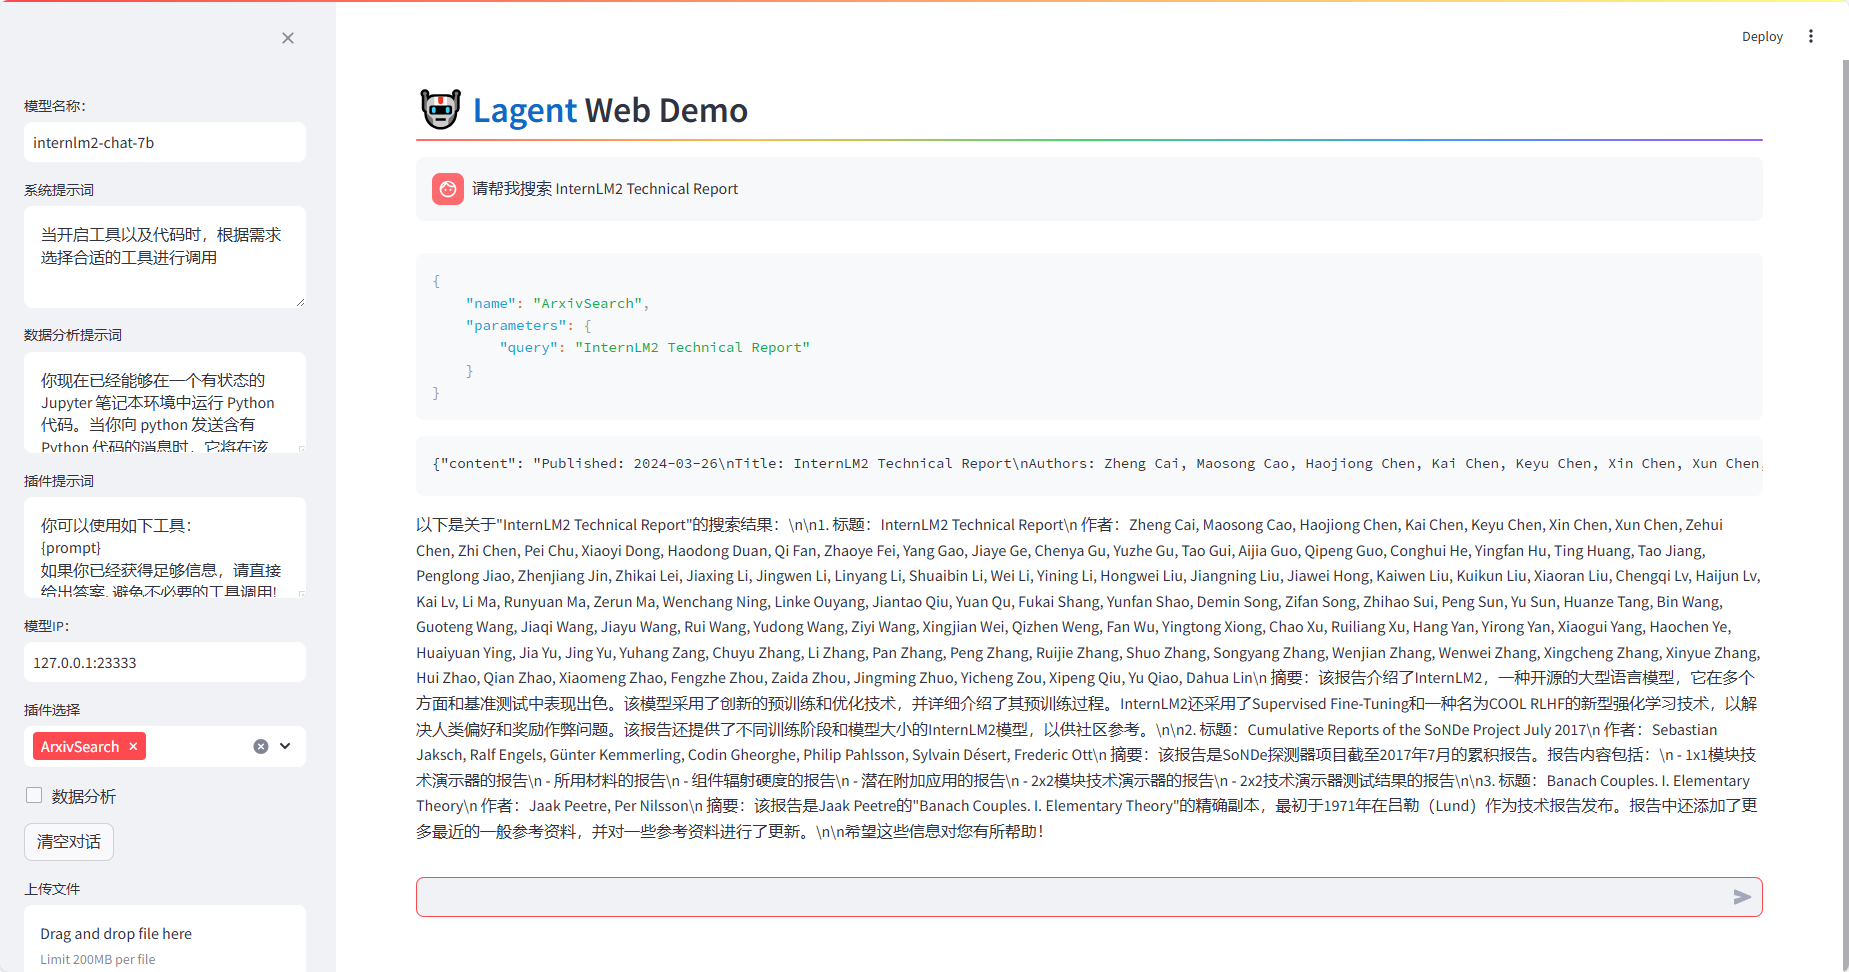 Deploy
模型名称：
internlm2-chat-7b
系统提示词
当开启工具以及代码时，根据需求
选择合适的工具进行调用
数据分析提示词
你现在已经能够在一个有状态的
Jupyter 笔记本环境中运行 Python
代码。当你向 python 发送含有
Python 代码的消息时，它将在该
插件提示词
你可以使用如下工具：
{prompt}
如果你已经获得足够信息，请直接
给出答案. 避免不必要的工具调用!
模型IP：
127.0.0.1:23333
插件选择
ArxivSearch
数据分析
清空对话
上传文件
Drag and drop file here
Limit 200MB per file
Lagent Web Demo
请帮我搜索 InternLM2 Technical Report
{
"name": "ArxivSearch",
"parameters": {
"query": "InternLM2 Technical Report"
}
}
{"content": "Published: 2024-03-26\nTitle: InternLM2 Technical Report\nAuthors: Zheng Cai, Maosong Cao, Haojiong Chen, Kai Chen, Keyu Chen, Xin Chen, Xun Chen,
以下是关于"InternLM2 Technical Report"的搜索结果：\n\n1. 标题：InternLM2 Technical Report\n 作者：Zheng Cai, Maosong Cao, Haojiong Chen, Kai Chen, Keyu Chen, Xin Chen, Xun Chen, Zehui
Chen, Zhi Chen, Pei Chu, Xiaoyi Dong, Haodong Duan, Qi Fan, Zhaoye Fei, Yang Gao, Jiaye Ge, Chenya Gu, Yuzhe Gu, Tao Gui, Aijia Guo, Qipeng Guo, Conghui He, Yingfan Hu, Ting Huang, Tao Jiang,
Penglong Jiao, Zhenjiang Jin, Zhikai Lei, Jiaxing Li, Jingwen Li, Linyang Li, Shuaibin Li, Wei Li, Yining Li, Hongwei Liu, Jiangning Liu, Jiawei Hong, Kaiwen Liu, Kuikun Liu, Xiaoran Liu, Chengqi Lv, Haijun Lv,
Kai Lv, Li Ma, Runyuan Ma, Zerun Ma, Wenchang Ning, Linke Ouyang, Jiantao Qiu, Yuan Qu, Fukai Shang, Yunfan Shao, Demin Song, Zifan Song, Zhihao Sui, Peng Sun, Yu Sun, Huanze Tang, Bin Wang,
Guoteng Wang, Jiaqi Wang, Jiayu Wang, Rui Wang, Yudong Wang, Ziyi Wang, Xingjian Wei, Qizhen Weng, Fan Wu, Yingtong Xiong, Chao Xu, Ruiliang Xu, Hang Yan, Yirong Yan, Xiaogui Yang, Haochen Ye,
Huaiyuan Ying, Jia Yu, Jing Yu, Yuhang Zang, Chuyu Zhang, Li Zhang, Pan Zhang, Peng Zhang, Ruijie Zhang, Shuo Zhang, Songyang Zhang, Wenjian Zhang, Wenwei Zhang, Xingcheng Zhang, Xinyue Zhang,
Hui Zhao, Qian Zhao, Xiaomeng Zhao, Fengzhe Zhou, Zaida Zhou, Jingming Zhuo, Yicheng Zou, Xipeng Qiu, Yu Qiao, Dahua Lin\n 摘要：该报告介绍了InternLM2，一种开源的大型语言模型，它在多个
方面和基准测试中表现出色。该模型采用了创新的预训练和优化技术，并详细介绍了其预训练过程。InternLM2还采用了Supervised Fine-Tuning和一种名为COOL RLHF的新型强化学习技术，以解
决人类偏好和奖励作弊问题。该报告还提供了不同训练阶段和模型大小的InternLM2模型，以供社区参考。\n\n2. 标题：Cumulative Reports of the SoNDe Project July 2017\n 作者：Sebastian
Jaksch, Ralf Engels, Günter Kemmerling, Codin Gheorghe, Philip Pahlsson, Sylvain Désert, Frederic Ott\n 摘要：该报告是SoNDe探测器项目截至2017年7月的累积报告。报告内容包括：\n - 1x1模块技
术演示器的报告\n - 所用材料的报告\n - 组件辐射硬度的报告\n - 潜在附加应用的报告\n - 2x2模块技术演示器的报告\n - 2x2技术演示器测试结果的报告\n\n3. 标题：Banach Couples. I. Elementary
Theory\n 作者：Jaak Peetre, Per Nilsson\n 摘要：该报告是Jaak Peetre的"Banach Couples. I. Elementary Theory"的精确副本，最初于1971年在吕勒（Lund）作为技术报告发布。报告中还添加了更
多最近的一般参考资料，并对一些参考资料进行了更新。\n\n希望这些信息对您有所帮助！